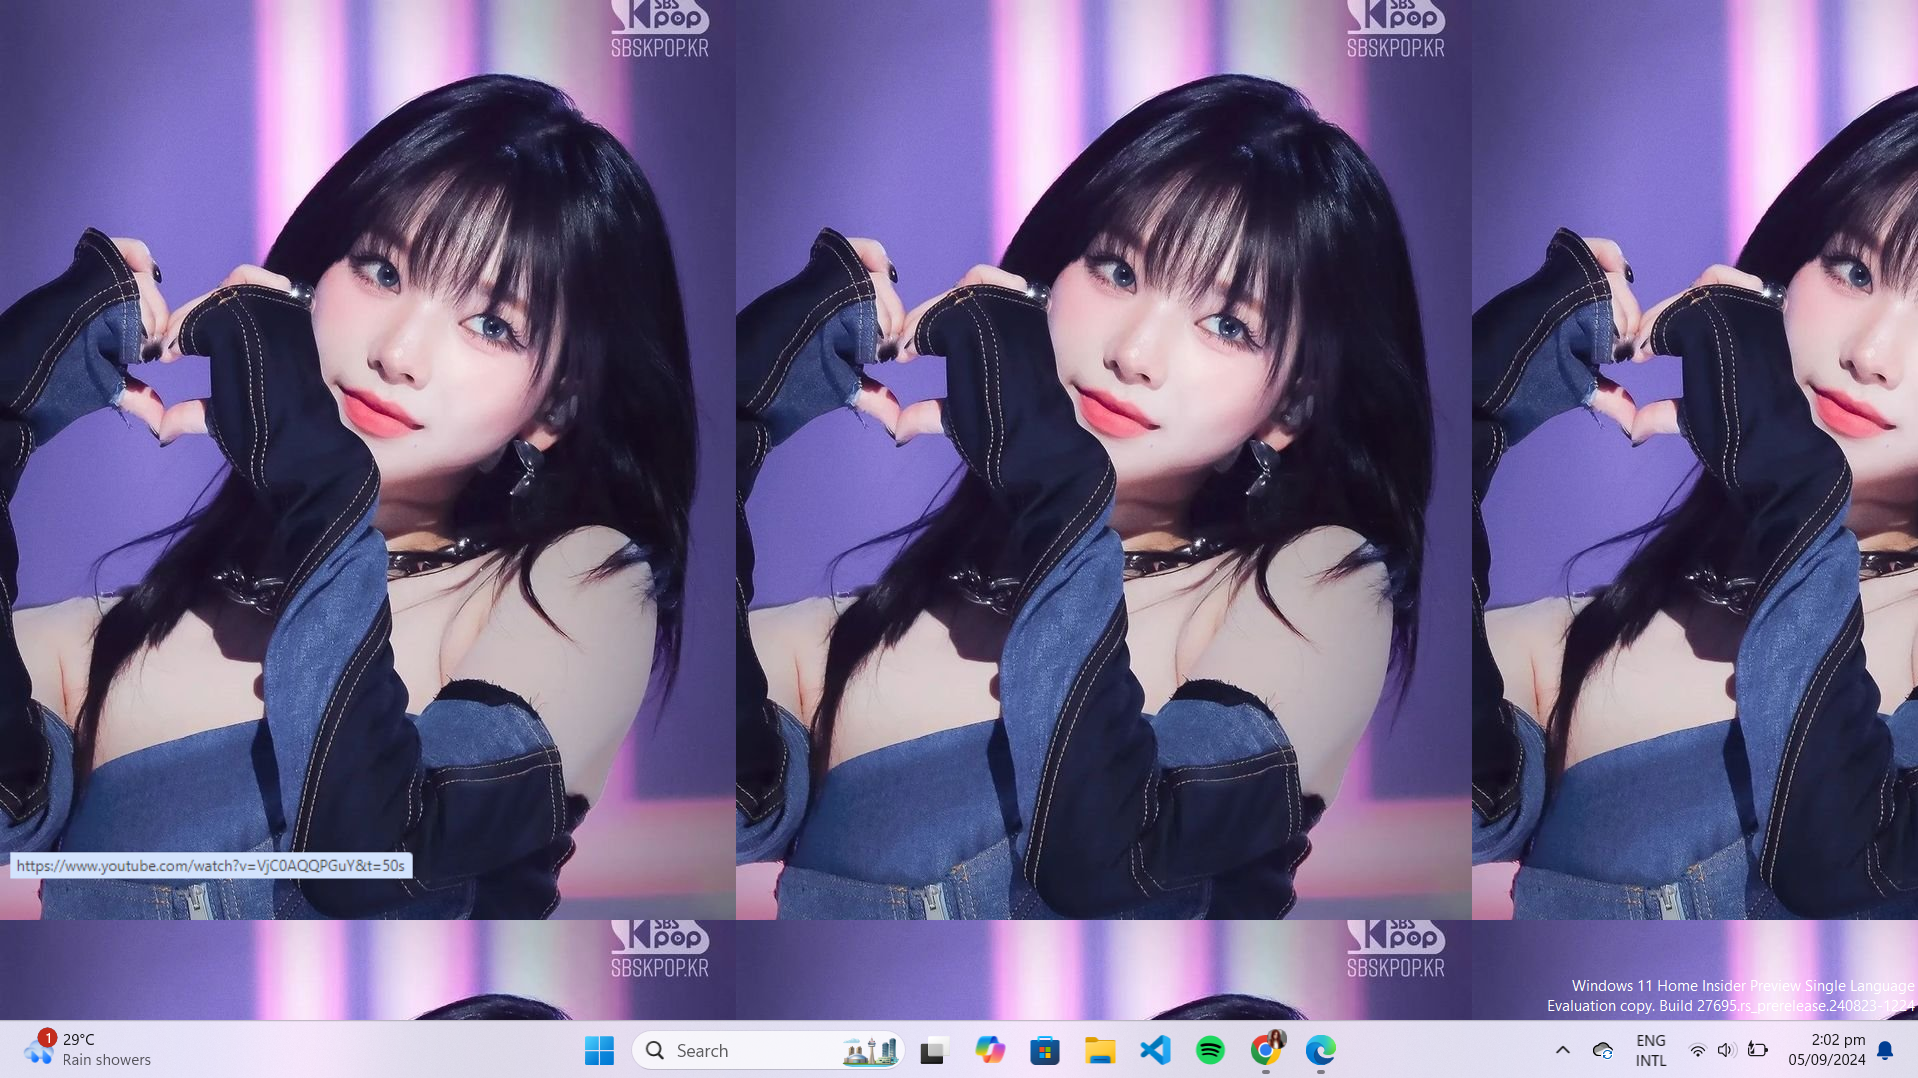 SBS
Kpop
SBSKPOP.KR
SBS
Kpop
SBSKPOP.KR
https://www.youtube.com/watch?v=VjC0AQQPGuY&t=50s
SBS
Kpop
SBSKPOP.KR
SBS
Kpop
SBSKPOP.KR
Windows 11 Home Insider Preview Single Language
Evaluation copy. Build 27695.rs_prerelease.240823-1224
1
29°C
Rain showers
Search
ENG
INTL
2:02 pm
05/09/2024